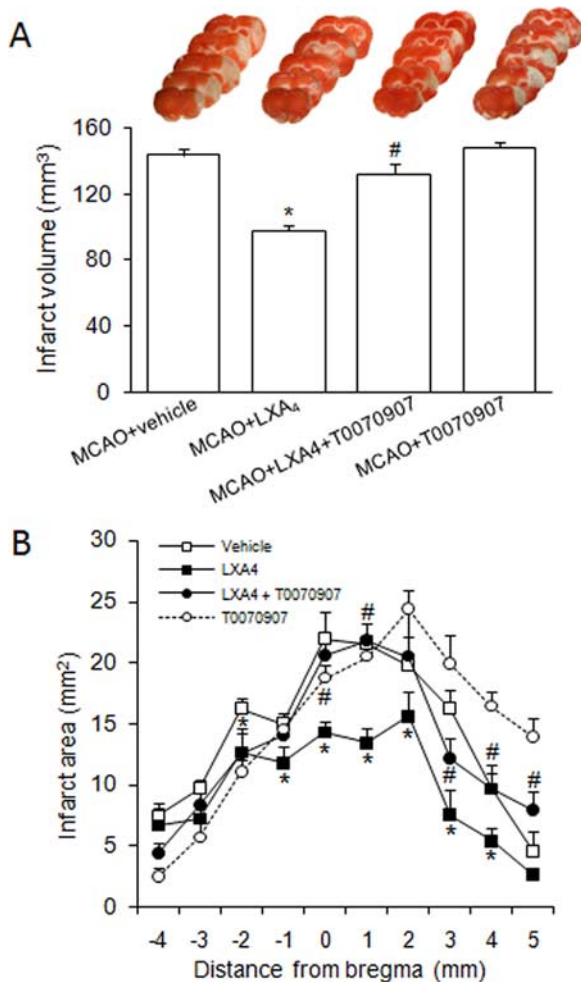 A
160
120
80
40
0
Infarct volume (mm³)
*
#
MCAO+vehicle
MCAO+LXA₄
MCAO+LXA4+T0070907
MCAO+T0070907
B
30
25
20
15
10
5
0
Infarct area (mm²)
Vehicle
LXA4
LXA4 + T0070907
T0070907
*
*
*
#
*
#
*
#
*
#
*
#
-4 -3 -2 -1 0 1 2 3 4 5
Distance from bregma (mm)